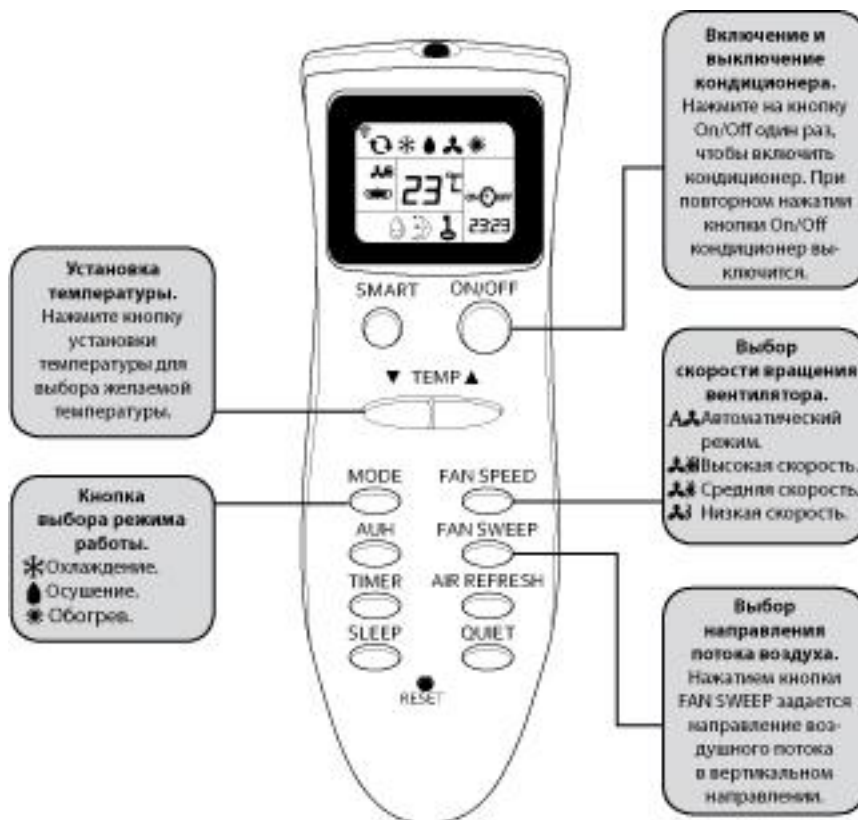 Включение и
выключение
кондиционера.
Нажмите на кнопку
On/Off один раз,
чтобы включить
кондиционер. При
повторном нажатии
кнопки On/Off
кондиционер вы-
ключится.
23°C
ON OFF
23:23
SMART ON/OFF
▼ TEMP ▲
Установка
температуры.
Нажмите кнопку
установки
температуры для
выбора желаемой
температуры.
Выбор
скорости вращения
вентилятора.
A Автоматический
режим.
Высокая скорость.
Средняя скорость.
Низкая скорость.
MODE FAN SPEED
AUH FAN SWEEP
TIMER AIR REFRESH
SLEEP QUIET
RESET
Кнопка
выбора режима
работы.
Охлаждение.
Осушение.
Обогрев.
Выбор
направления
потока воздуха.
Нажатием кнопки
FAN SWEEP задается
направление воз-
душного потока
в вертикальном
направлении.